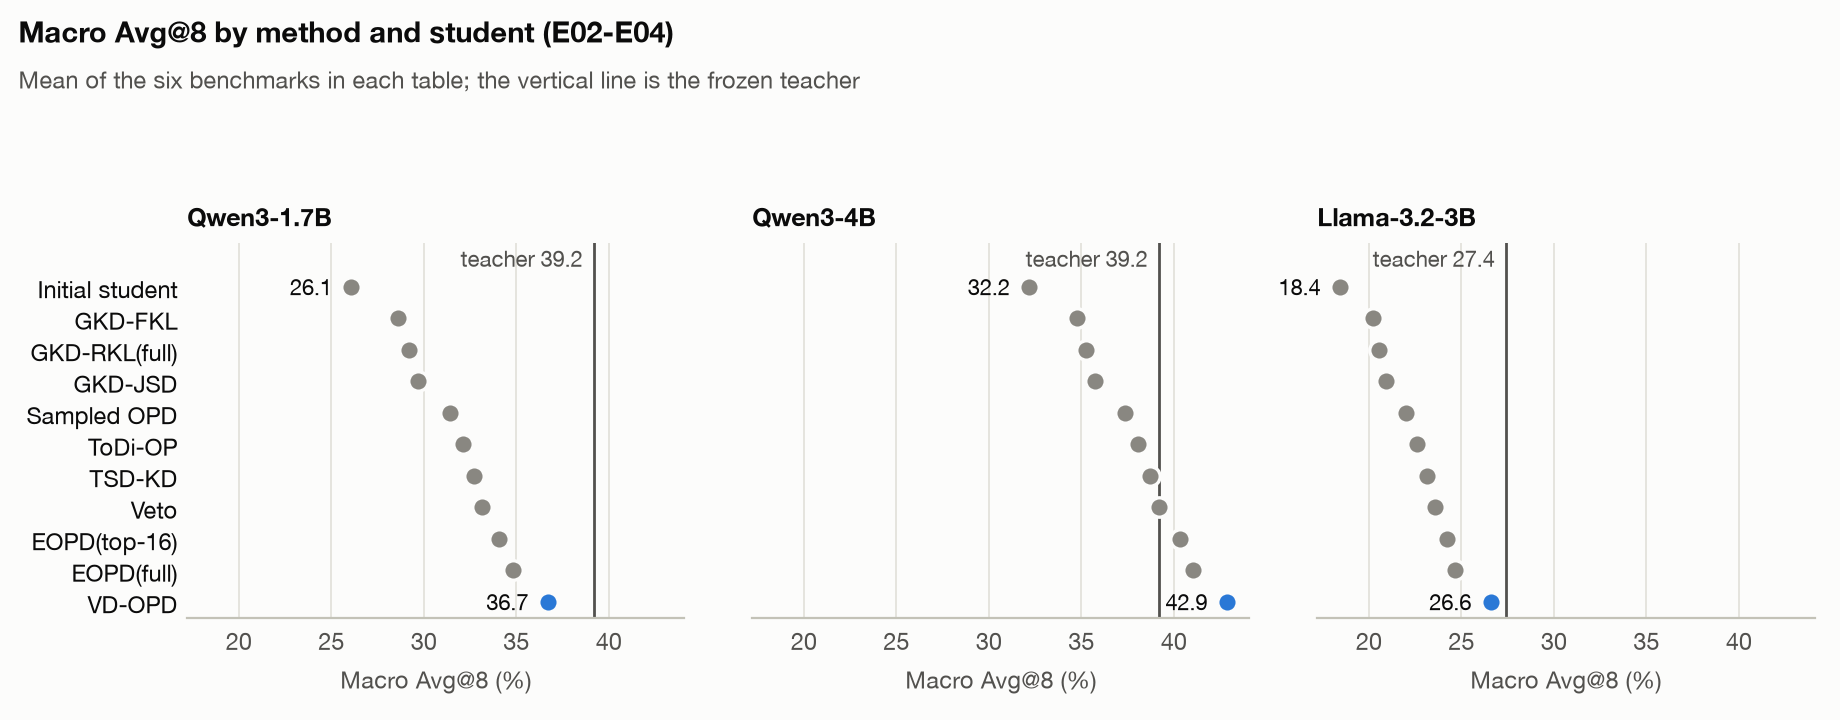 Macro Avg@8 by method and student (E02-E04)
Mean of the six benchmarks in each table; the vertical line is the frozen teacher
Qwen3-1.7B
Qwen3-4B
Llama-3.2-3B
teacher 39.2
teacher 39.2
teacher 27.4
Initial student
26.1
32.2
18.4
GKD-FKL
GKD-RKL(full)
GKD-JSD
Sampled OPD
ToDi-OP
TSD-KD
Veto
EOPD(top-16)
EOPD(full)
VD-OPD
36.7
42.9
26.6
20 25 30 35 40
20 25 30 35 40
20 25 30 35 40
Macro Avg@8 (%)
Macro Avg@8 (%)
Macro Avg@8 (%)